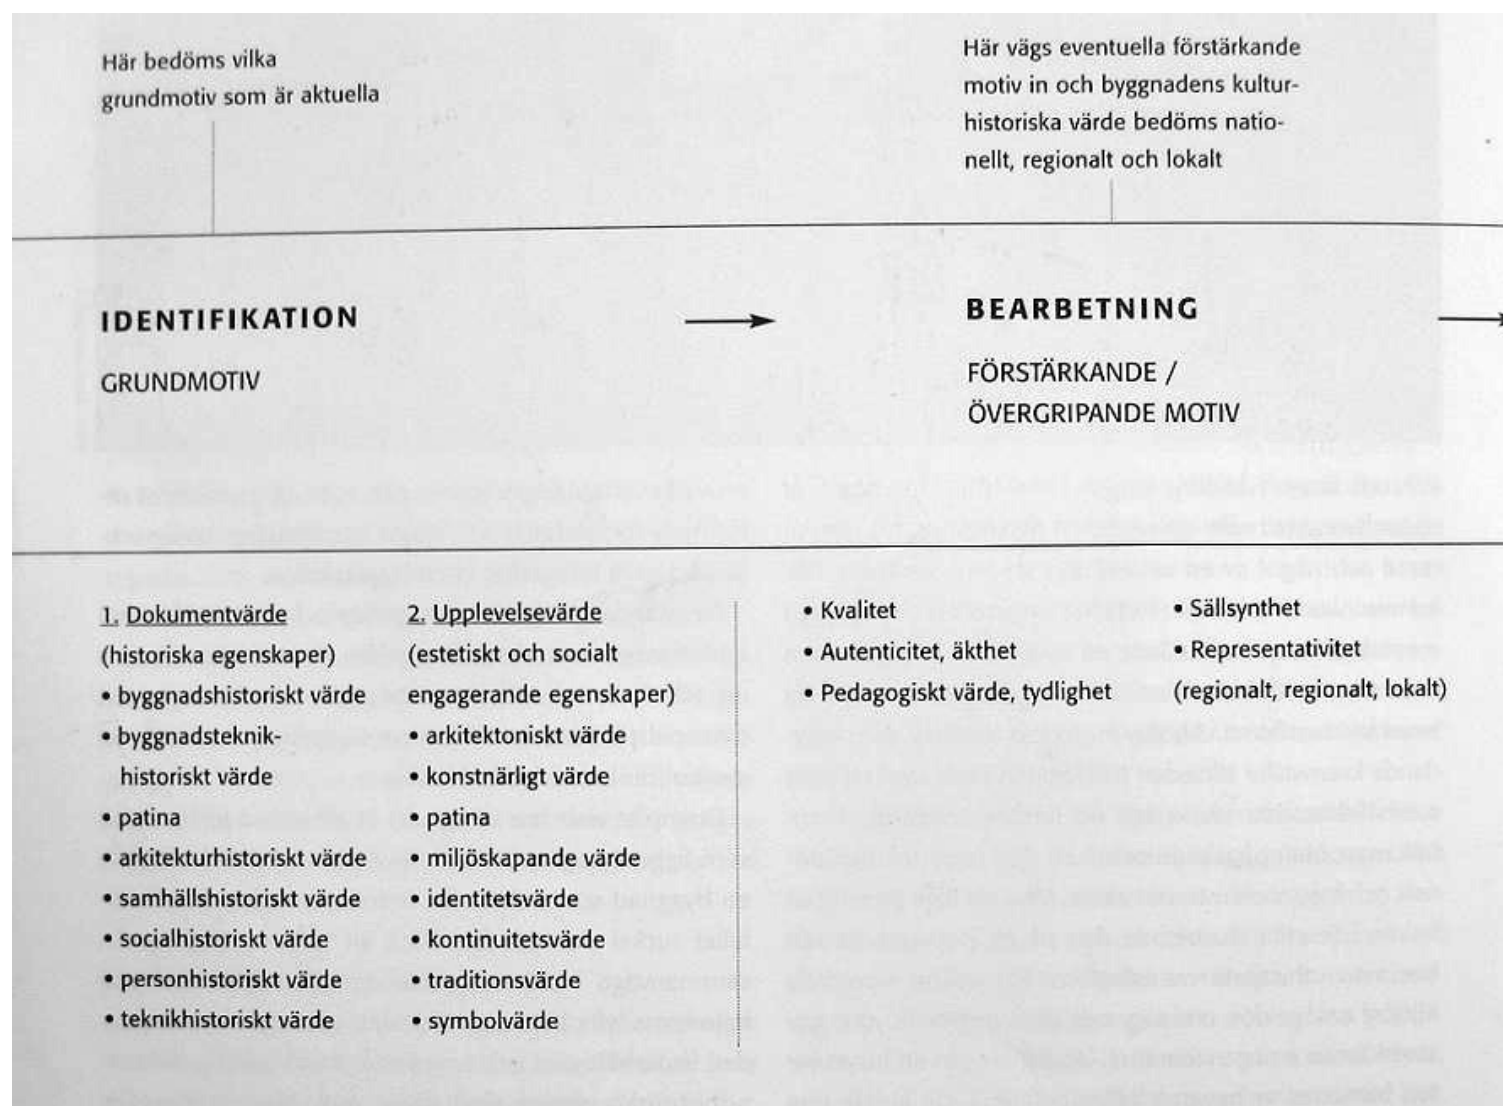 Här bedöms vilka
grundmotiv som är aktuella
Här vägs eventuella förstärkande
motiv in och byggnadens kultur-
historiska värde bedöms natio-
nellt, regionalt och lokalt
IDENTIFIKATION
GRUNDMOTIV
BEARBETNING
FÖRSTÄRKANDE /
ÖVERGRIPANDE MOTIV
1. Dokumentvärde
(historiska egenskaper)
• byggnadshistoriskt värde
• byggnadsteknik-
historiskt värde
• patina
• arkitekturhistoriskt värde
• samhällshistoriskt värde
• socialhistoriskt värde
• personhistoriskt värde
• teknikhistoriskt värde
2. Upplevelsevärde
(estetiskt och socialt
engagerande egenskaper)
• arkitektoniskt värde
• konstnärligt värde
• patina
• miljöskapande värde
• identitetsvärde
• kontinuitetsvärde
• traditionsvärde
• symbolvärde
• Kvalitet
• Autenticitet, äkthet
• Pedagogiskt värde, tydlighet
• Sällsynthet
• Representativitet
(regionalt, regionalt, lokalt)